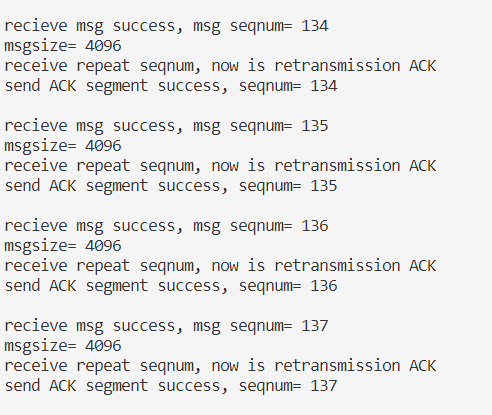 recieve msg success, msg seqnum= 134
msgsize= 4096
receive repeat seqnum, now is retransmission ACK
send ACK segment success, seqnum= 134
recieve msg success, msg seqnum= 135
msgsize= 4096
receive repeat seqnum, now is retransmission ACK
send ACK segment success, seqnum= 135
recieve msg success, msg seqnum= 136
msgsize= 4096
receive repeat seqnum, now is retransmission ACK
send ACK segment success, seqnum= 136
recieve msg success, msg seqnum= 137
msgsize= 4096
receive repeat seqnum, now is retransmission ACK
send ACK segment success, seqnum= 137